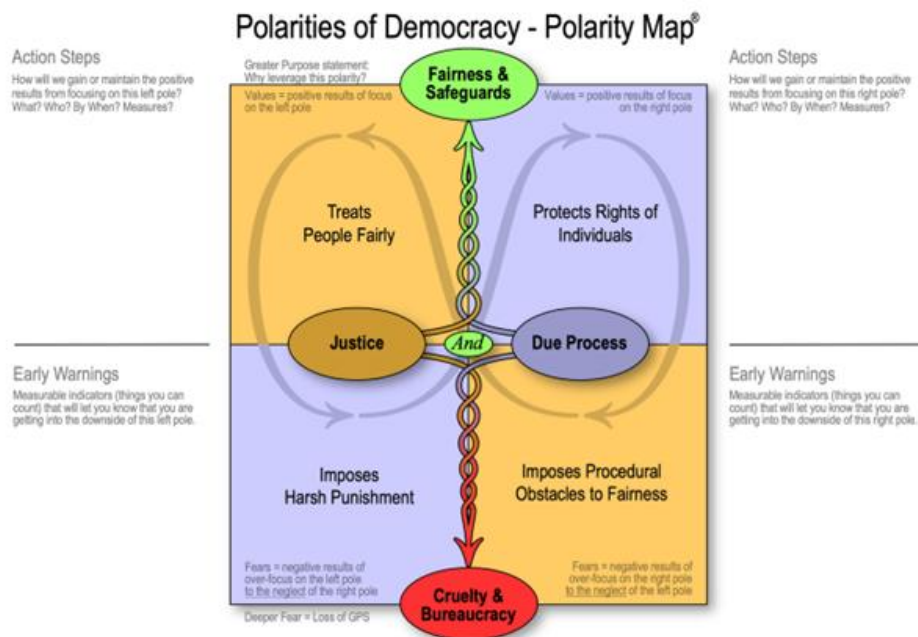 Polarities of Democracy - Polarity Map®
Action Steps
How will we gain or maintain the positive
results from focusing on this left pole?
What? Who? By When? Measures?
Greater Purpose statement:
Why leverage this polarity?
Values = positive results of focus
on the left pole
Fairness &
Safeguards
Values = positive results of focus
on the right pole
Action Steps
How will we gain or maintain the positive
results from focusing on this right pole?
What? Who? By When? Measures?
Treats
People Fairly
Protects Rights of
Individuals
Justice
And
Due Process
Early Warnings
Measurable indicators (things you can
count) that will let you know that you are
getting into the downside of this left pole.
Early Warnings
Measurable indicators (things you can
count) that will let you know that you are
getting into the downside of this right pole.
Imposes
Harsh Punishment
Imposes Procedural
Obstacles to Fairness
Fears = negative results of
over-focus on the left pole
to the neglect of the right pole
Cruelty &
Bureaucracy
Fears = negative results of
over-focus on the right pole
to the neglect of the left pole
Deeper Fear = Loss of GPS